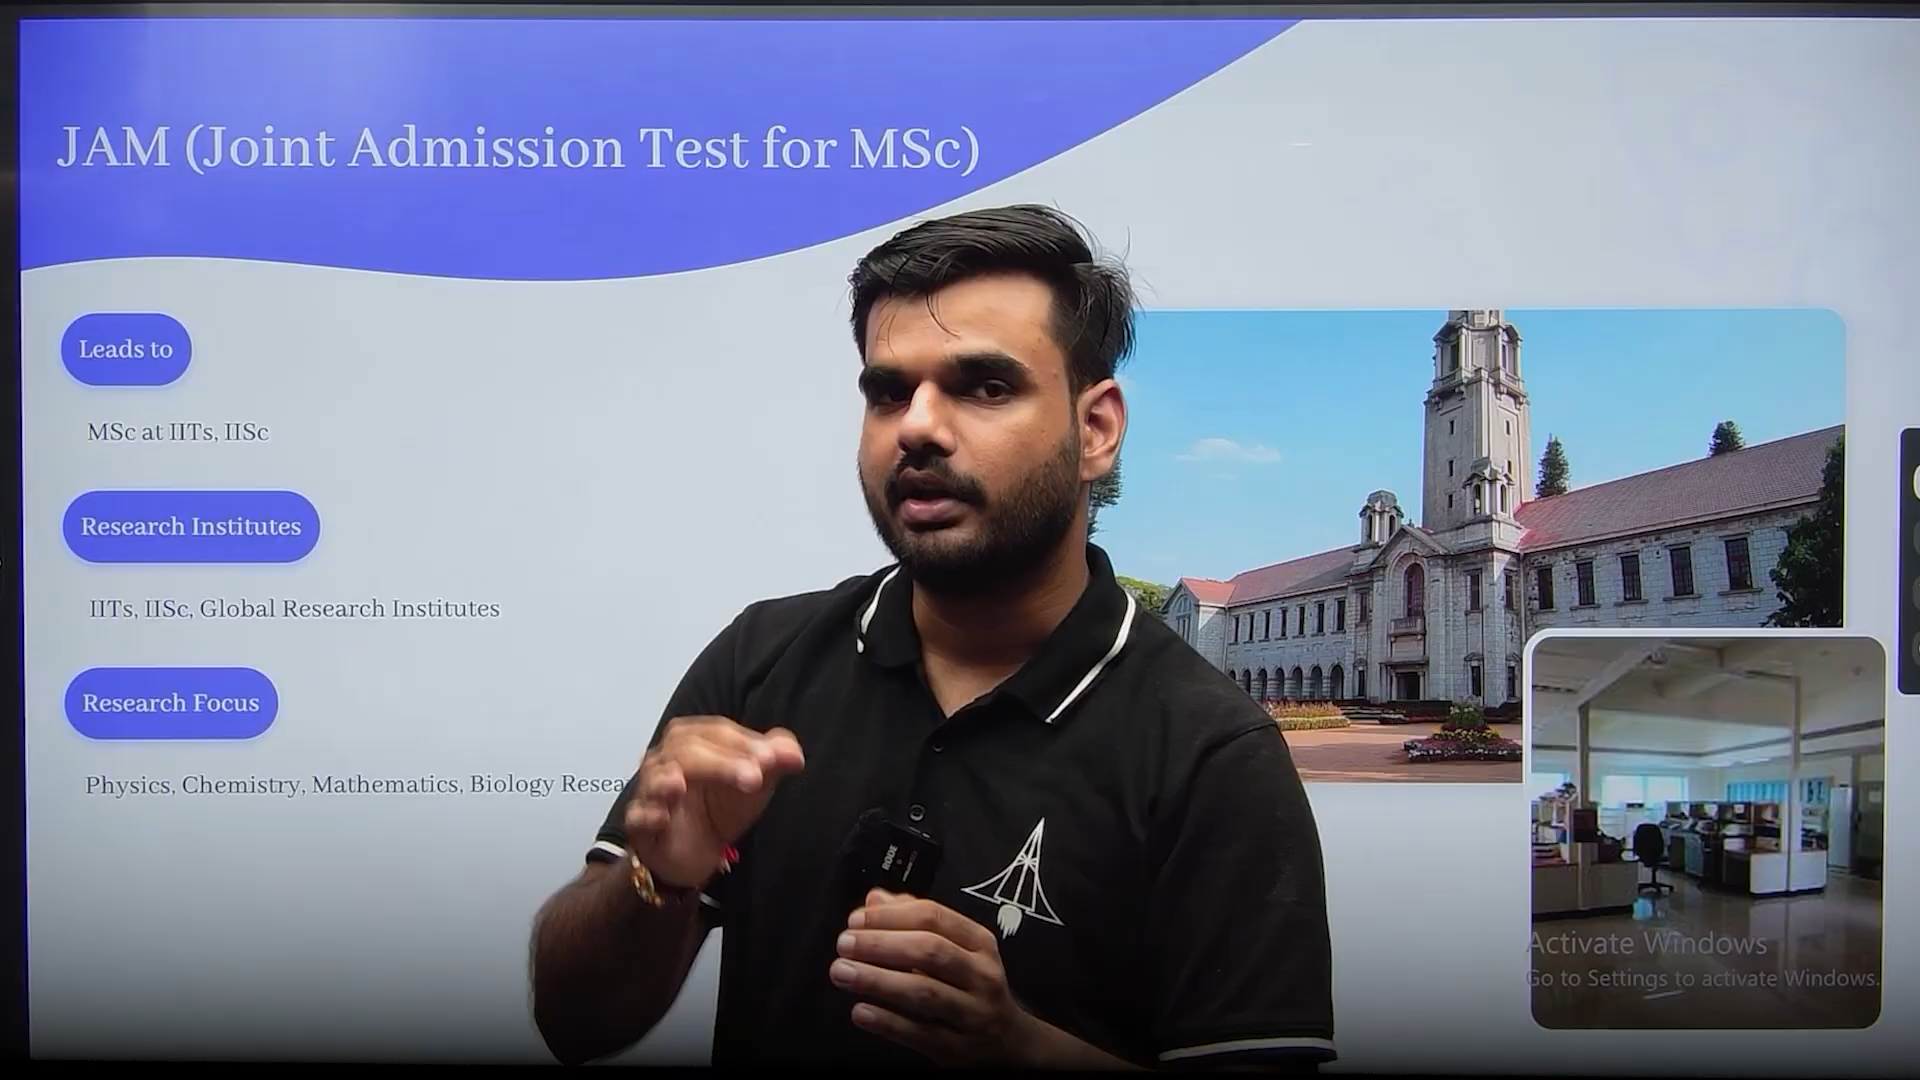 JAM (Joint Admission Test for MSc)
Leads to
MSc at IITs, IISc
Research Institutes
IITs, IISc, Global Research Institutes
Research Focus
Physics, Chemistry, Mathematics, Biology
RODE
Activate Windows
Go to Settings to activate Windows.